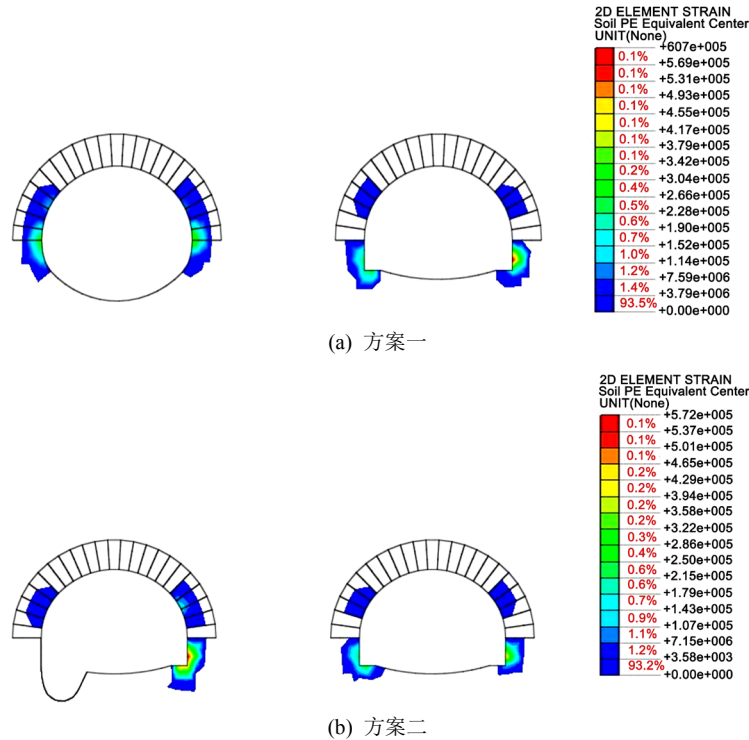 2D ELEMENT STRAIN
Soil PE Equivalent Center
UNIT(None)
+607e+005
0.1%
+5.69e+005
0.1%
+5.31e+005
0.1%
+4.93e+005
0.1%
+4.55e+005
0.1%
+4.17e+005
0.1%
+3.79e+005
0.1%
+3.42e+005
0.2%
+3.04e+005
0.4%
+2.66e+005
0.5%
+2.28e+005
0.6%
+1.90e+005
0.7%
+1.52e+005
1.0%
+1.14e+005
1.2%
+7.59e+006
1.4%
+3.79e+006
93.5%
+0.00e+000
(a) 方案一
2D ELEMENT STRAIN
Soil PE Equivalent Center
UNIT(None)
+5.72e+005
0.1%
+5.37e+005
0.1%
+5.01e+005
0.1%
+4.65e+005
0.2%
+4.29e+005
0.2%
+3.94e+005
0.2%
+3.58e+005
0.2%
+3.22e+005
0.3%
+2.86e+005
0.4%
+2.50e+005
0.6%
+2.15e+005
0.6%
+1.79e+005
0.7%
+1.43e+005
0.9%
+1.07e+005
1.1%
+7.15e+006
1.2%
+3.58e+003
93.2%
+0.00e+000
(b) 方案二